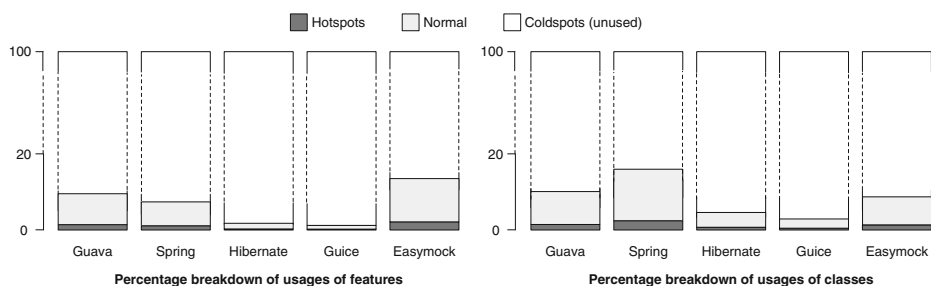 Hotspots Normal Coldspots (unused)
100
20
0
Guava Spring Hibernate Guice Easymock
Percentage breakdown of usages of features
100
20
0
Guava Spring Hibernate Guice Easymock
Percentage breakdown of usages of classes